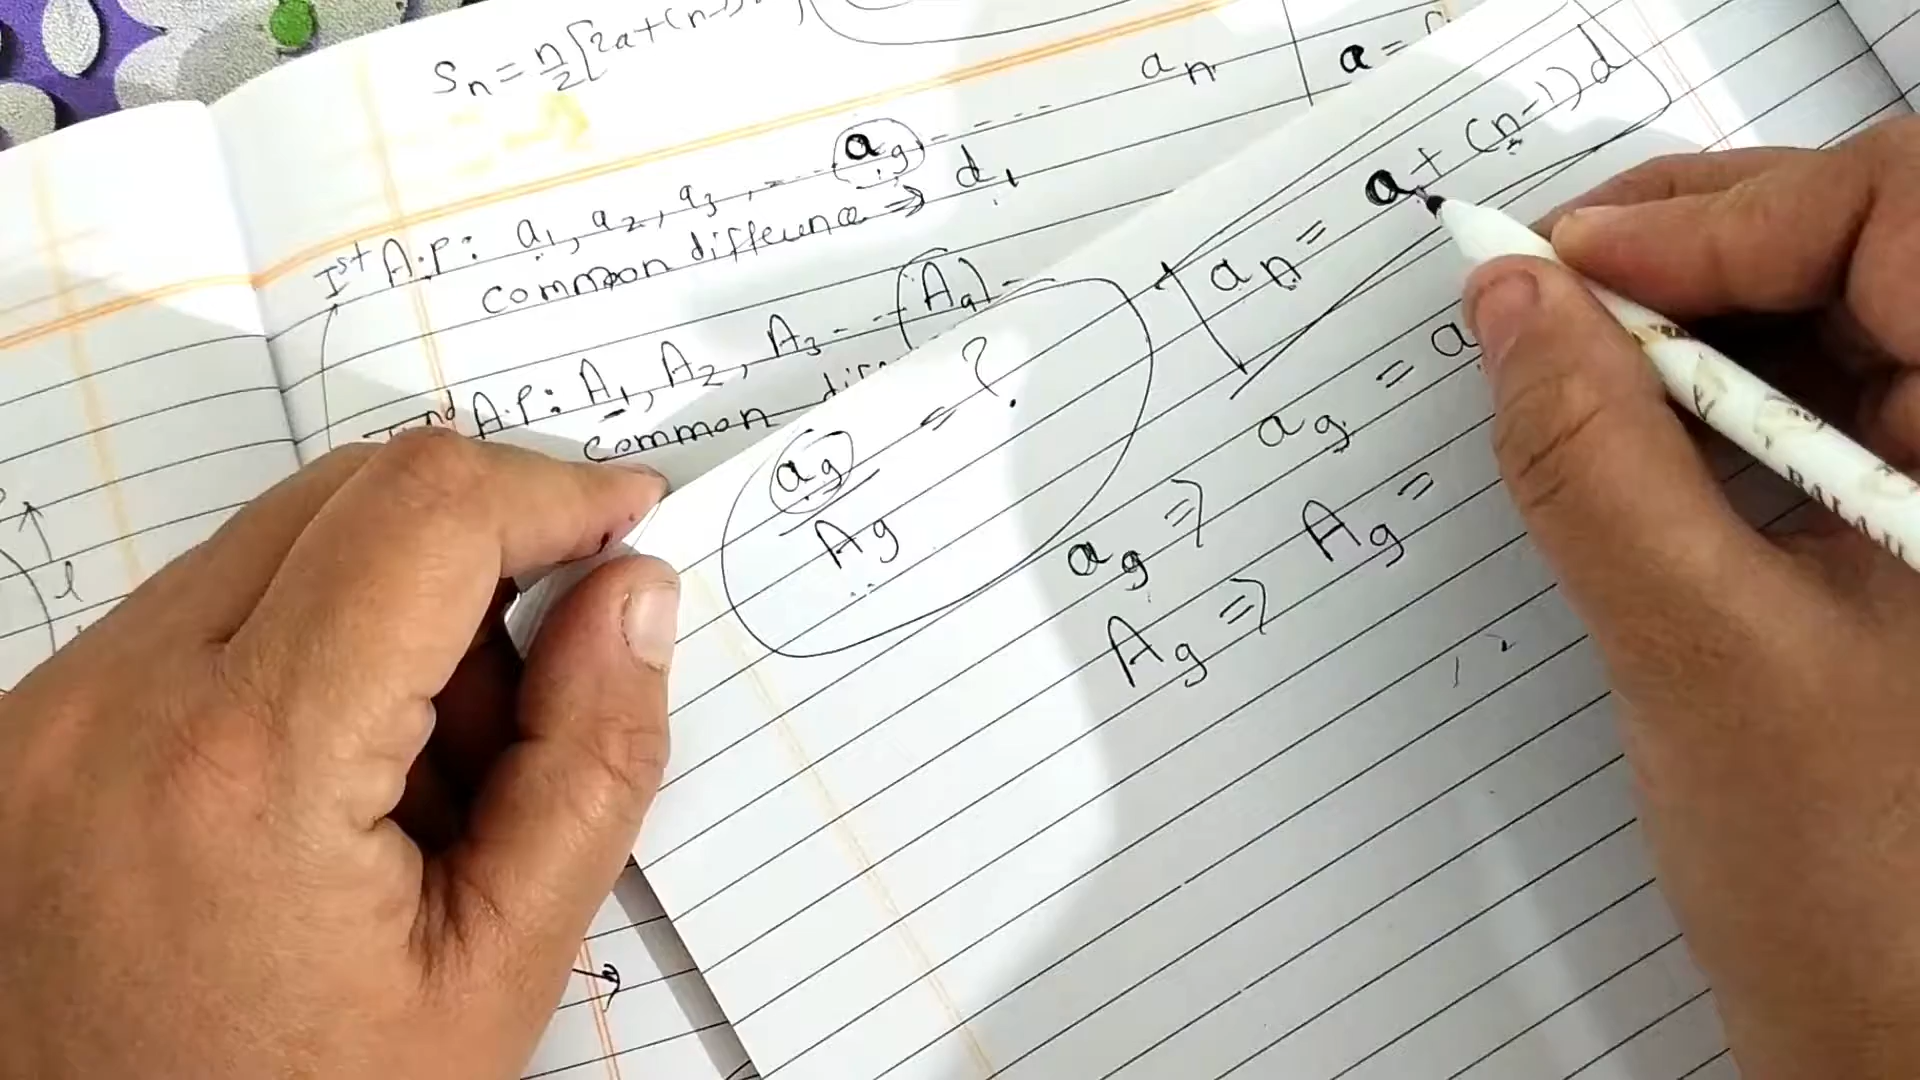 Sn = n/2 [2a+(n-1)
Ist A.P: a1, a2, a3, --- a9 ---- an
common difference ⇒ d1
IInd A.P: A1, A2, A3 --- (A9) --
common
a9/A9 = ?
a =
an = a + (n-1)d
a9 ⇒ a9 = a
A9 ⇒ A9 =
l